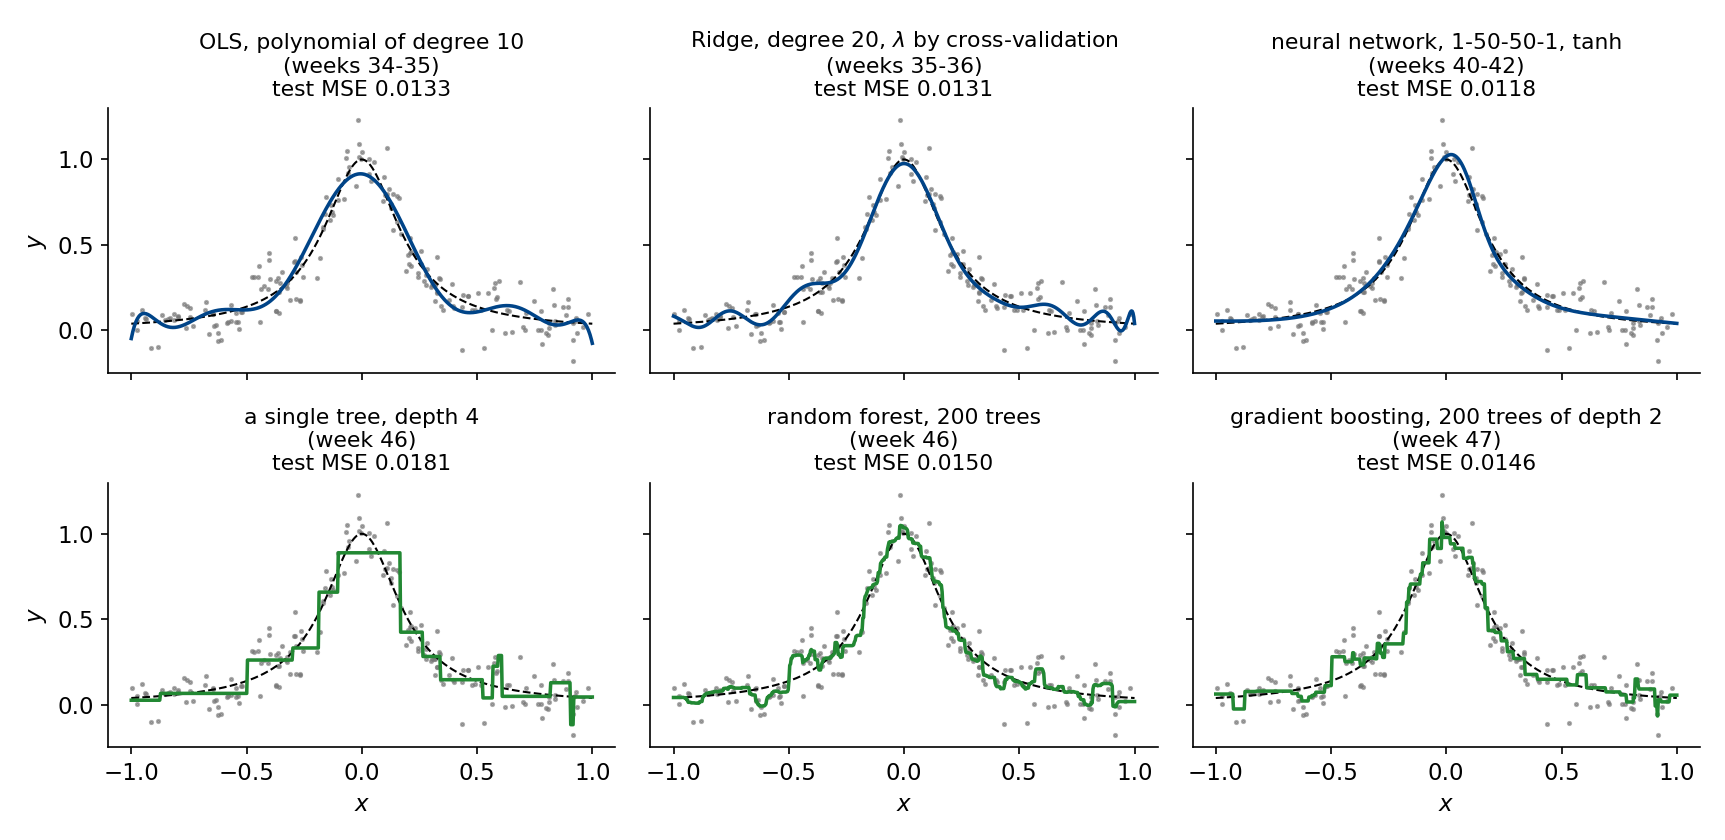 OLS, polynomial of degree 10
(weeks 34-35)
test MSE 0.0133
Ridge, degree 20, λ by cross-validation
(weeks 35-36)
test MSE 0.0131
neural network, 1-50-50-1, tanh
(weeks 40-42)
test MSE 0.0118
1.0
0.5
0.0
y
a single tree, depth 4
(week 46)
test MSE 0.0181
random forest, 200 trees
(week 46)
test MSE 0.0150
gradient boosting, 200 trees of depth 2
(week 47)
test MSE 0.0146
1.0
0.5
0.0
y
−1.0 −0.5 0.0 0.5 1.0
x
−1.0 −0.5 0.0 0.5 1.0
x
−1.0 −0.5 0.0 0.5 1.0
x